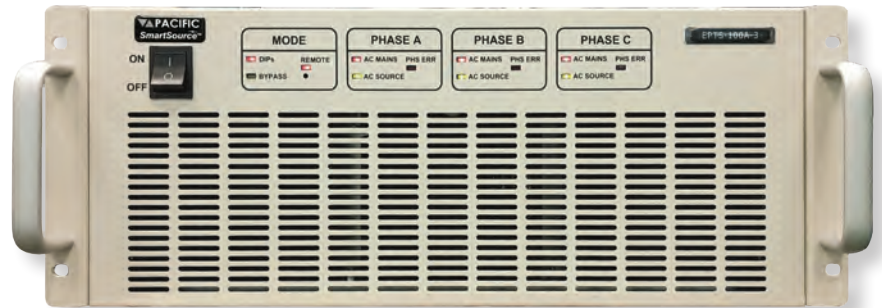 PACIFIC
SmartSource™
ON
OFF
I
O
MODE
DIPs REMOTE
BYPASS
PHASE A
AC MAINS PHS ERR
AC SOURCE
PHASE B
AC MAINS PHS ERR
AC SOURCE
PHASE C
AC MAINS PHS ERR
AC SOURCE
EPTS-100A-3